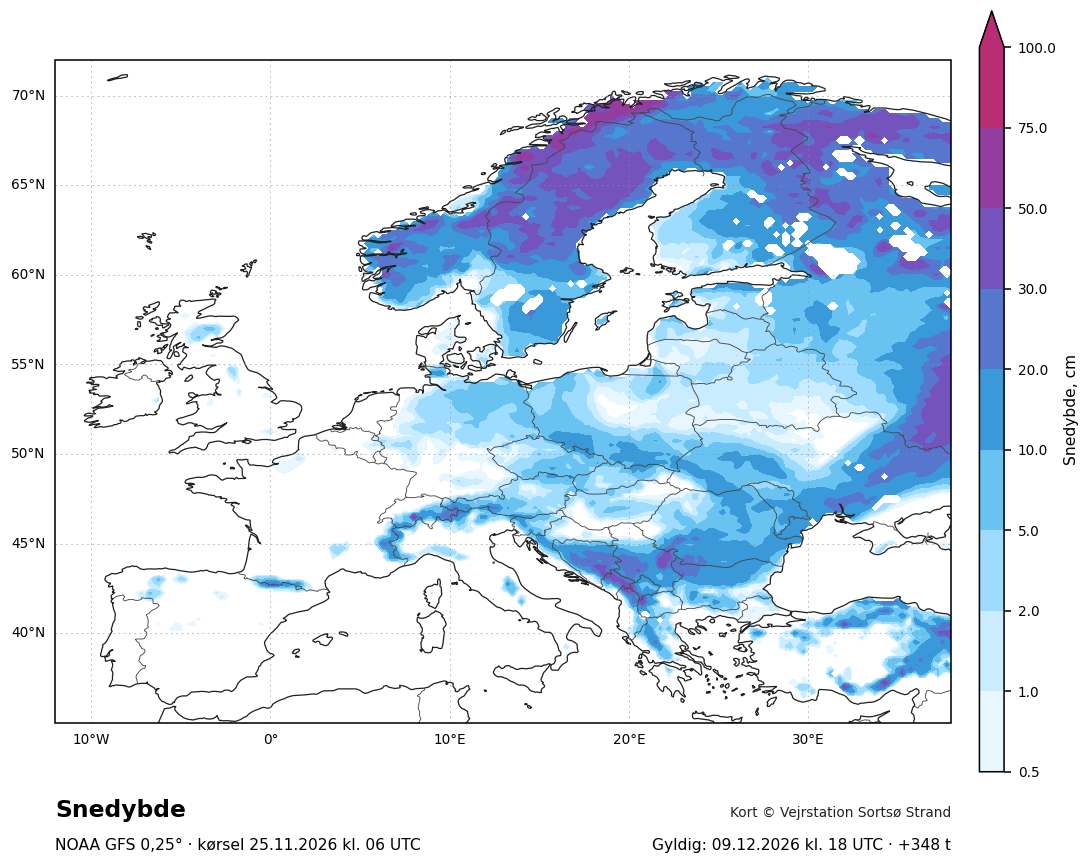 100.0
75.0
50.0
30.0
20.0
10.0
5.0
2.0
1.0
0.5
Snedybde, cm
70°N
65°N
60°N
55°N
50°N
45°N
40°N
10°W
0°
10°E
20°E
30°E
Snedybde
Kort © Vejrstation Sortsø Strand
NOAA GFS 0,25° · kørsel 25.11.2026 kl. 06 UTC
Gyldig: 09.12.2026 kl. 18 UTC · +348 t